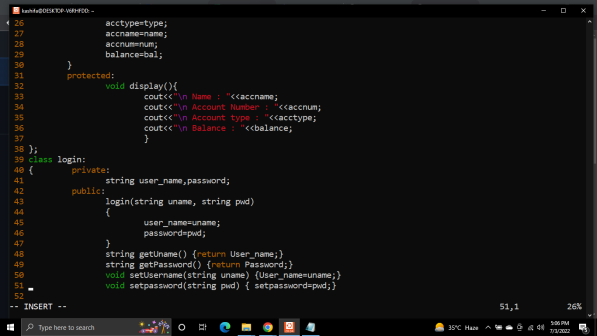 kashifa@DESKTOP-V6RHFDD: ~
26 acctype=type;
27 accname=name;
28 accnum=num;
29 balance=bal;
30 }
31 protected:
32 void display(){
33 cout<<"\n Name : "<<accname;
34 cout<<"\n Account Number : "<<accnum;
35 cout<<"\n Account type : "<<acctype;
36 cout<<"\n Balance : "<<balance;
37 }
38 };
39 class login:
40 { private:
41 string user_name,password;
42 public:
43 login(string uname, string pwd)
44 {
45 user_name=uname;
46 password=pwd;
47 }
48 string getUname() {return User_name;}
49 string getPassword() {return Password;}
50 void setUsername(string uname) {User_name=uname;}
51 void setpassword(string pwd) { setpassword=pwd;}
52
-- INSERT -- 51,1 26%
Type here to search
35°C Haze
5:06 PM
7/3/2022